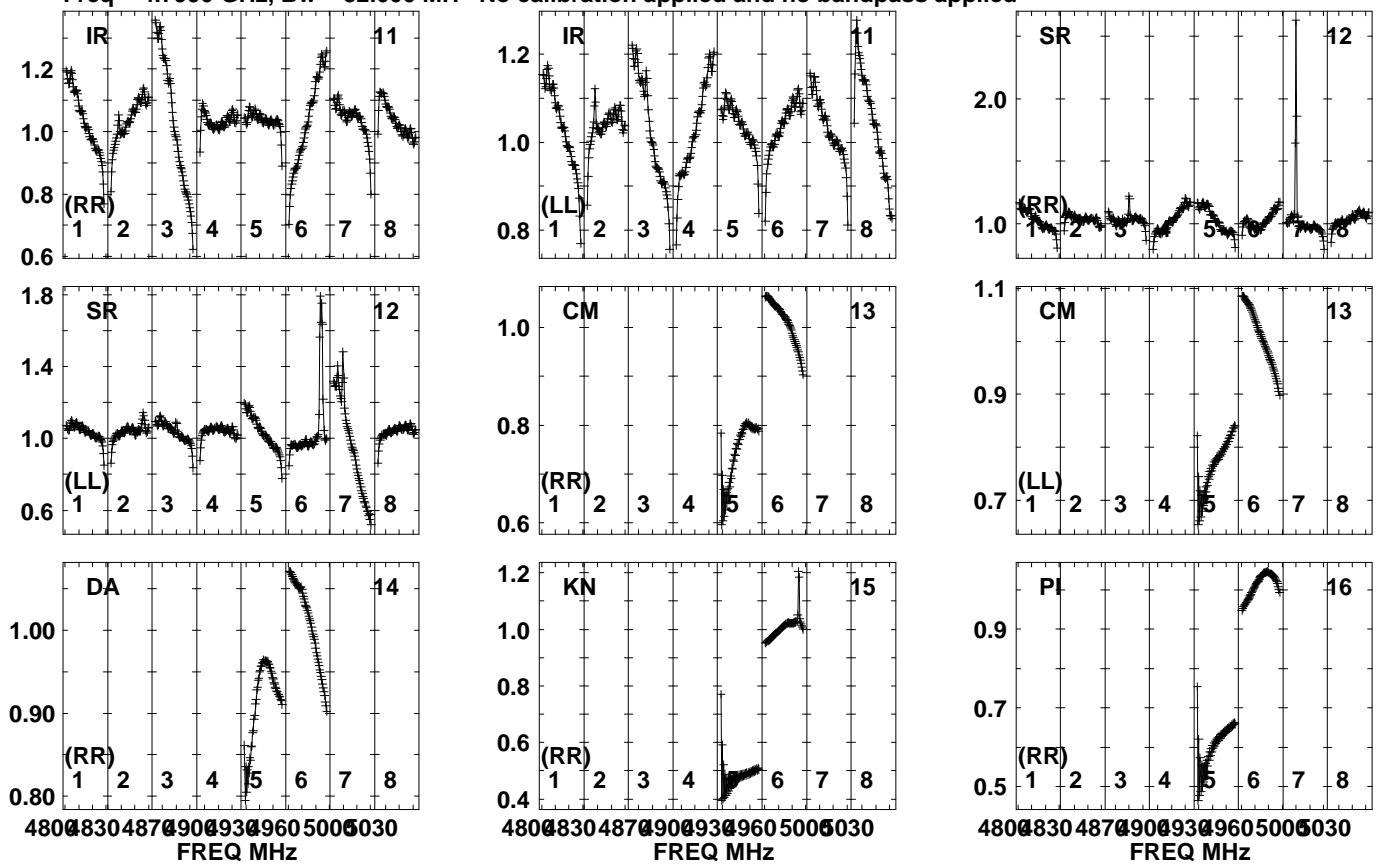 No calibration applied and no bandpass applied
IR 11
1.2
1.0
0.8
0.6
(RR)
1 2 3 4 5 6 7 8
IR 11
1.2
1.0
0.8
(LL)
1 2 3 4 5 6 7 8
SR 12
2.0
1.0
(RR)
1 2 3 4 5 6 7 8
SR 12
1.8
1.4
1.0
0.6
(LL)
1 2 3 4 5 6 7 8
CM 13
1.0
0.8
0.6
(RR)
1 2 3 4 5 6 7 8
CM 13
1.1
0.9
0.7
(LL)
1 2 3 4 5 6 7 8
DA 14
1.00
0.90
0.80
(RR)
1 2 3 4 5 6 7 8
4800 4830 4870 4900 4930 4960 5000 5030
FREQ MHz
KN 15
1.2
1.0
0.8
0.6
0.4
(RR)
1 2 3 4 5 6 7 8
4800 4830 4870 4900 4930 4960 5000 5030
FREQ MHz
PI 16
0.9
0.7
0.5
(RR)
1 2 3 4 5 6 7 8
4800 4830 4870 4900 4930 4960 5000 5030
FREQ MHz